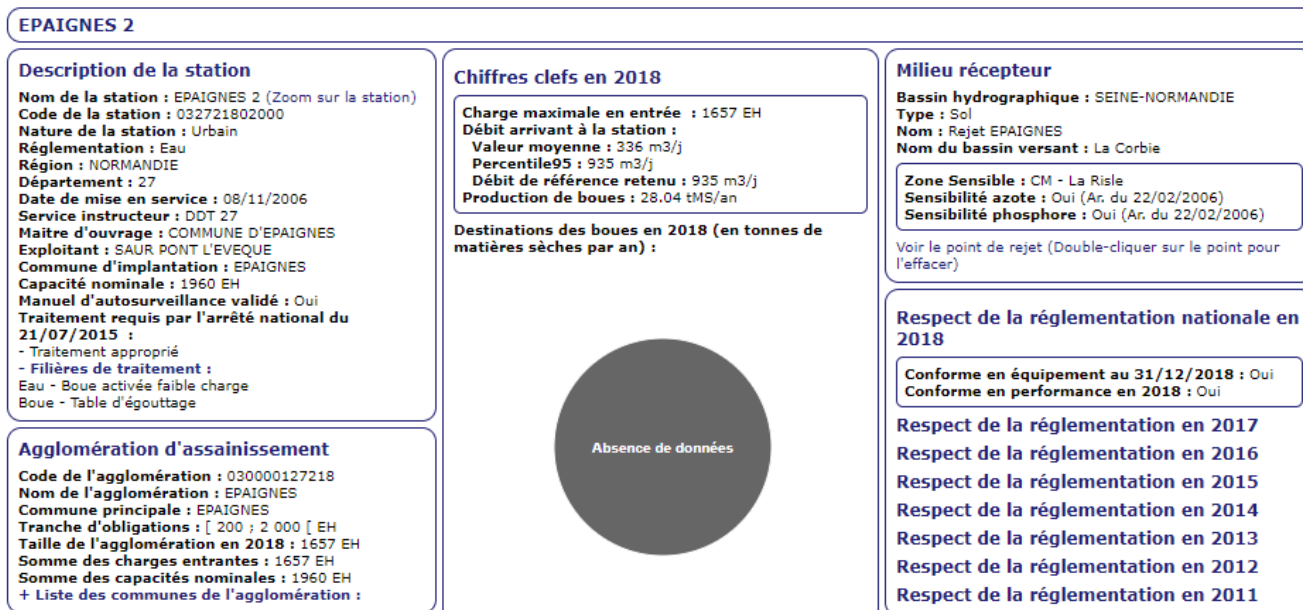 EPAIGNES 2
Description de la station
Nom de la station : EPAIGNES 2 (Zoom sur la station)
Code de la station : 032721802000
Nature de la station : Urbain
Réglementation : Eau
Région : NORMANDIE
Département : 27
Date de mise en service : 08/11/2006
Service instructeur : DDT 27
Maitre d'ouvrage : COMMUNE D'EPAIGNES
Exploitant : SAUR PONT L'EVEQUE
Commune d'implantation : EPAIGNES
Capacité nominale : 1960 EH
Manuel d'autosurveillance validé : Oui
Traitement requis par l'arrêté national du
21/07/2015 :
- Traitement approprié
- Filières de traitement :
Eau - Boue activée faible charge
Boue - Table d'égouttage
Agglomération d'assainissement
Code de l'agglomération : 030000127218
Nom de l'agglomération : EPAIGNES
Commune principale : EPAIGNES
Tranche d'obligations : [ 200 ; 2 000 [ EH
Taille de l'agglomération en 2018 : 1657 EH
Somme des charges entrantes : 1657 EH
Somme des capacités nominales : 1960 EH
+ Liste des communes de l'agglomération :
Chiffres clefs en 2018
Charge maximale en entrée : 1657 EH
Débit arrivant à la station :
Valeur moyenne : 336 m3/j
Percentile95 : 935 m3/j
Débit de référence retenu : 935 m3/j
Production de boues : 28.04 tMS/an
Destinations des boues en 2018 (en tonnes de
matières sèches par an) :
Absence de données
Milieu récepteur
Bassin hydrographique : SEINE-NORMANDIE
Type : Sol
Nom : Rejet EPAIGNES
Nom du bassin versant : La Corbie
Zone Sensible : CM - La Risle
Sensibilité azote : Oui (Ar. du 22/02/2006)
Sensibilité phosphore : Oui (Ar. du 22/02/2006)
Voir le point de rejet (Double-cliquer sur le point pour
l'effacer)
Respect de la réglementation nationale en
2018
Conforme en équipement au 31/12/2018 : Oui
Conforme en performance en 2018 : Oui
Respect de la réglementation en 2017
Respect de la réglementation en 2016
Respect de la réglementation en 2015
Respect de la réglementation en 2014
Respect de la réglementation en 2013
Respect de la réglementation en 2012
Respect de la réglementation en 2011